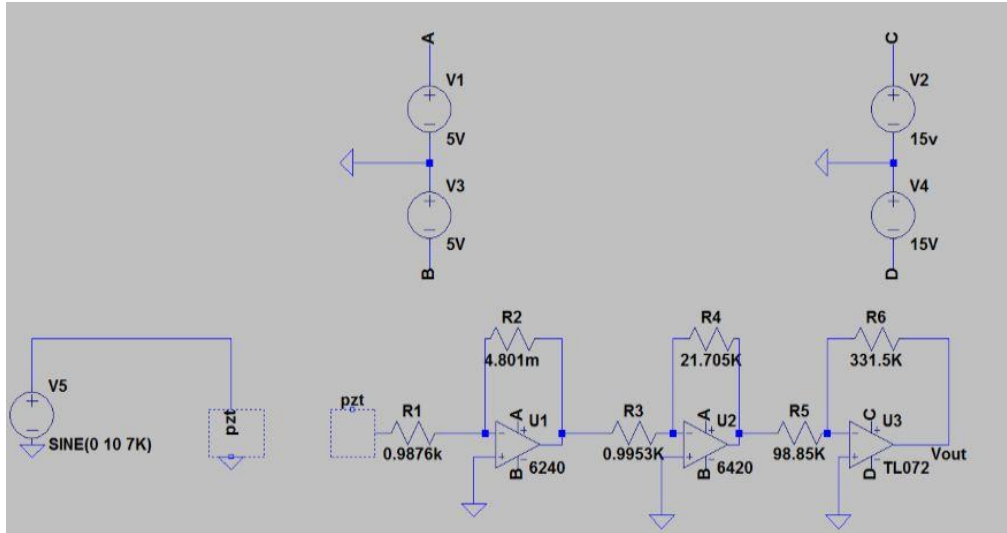 A
V1
5V
V3
5V
B
C
V2
15v
V4
15V
D
V5
SINE(0 10 7K)
pzt
pzt
R1
0.9876k
R2
4.801m
A
U1
B
6240
R3
0.9953K
R4
21.705K
A
U2
B
6420
R5
98.85K
R6
331.5K
C
U3
D
TL072
Vout